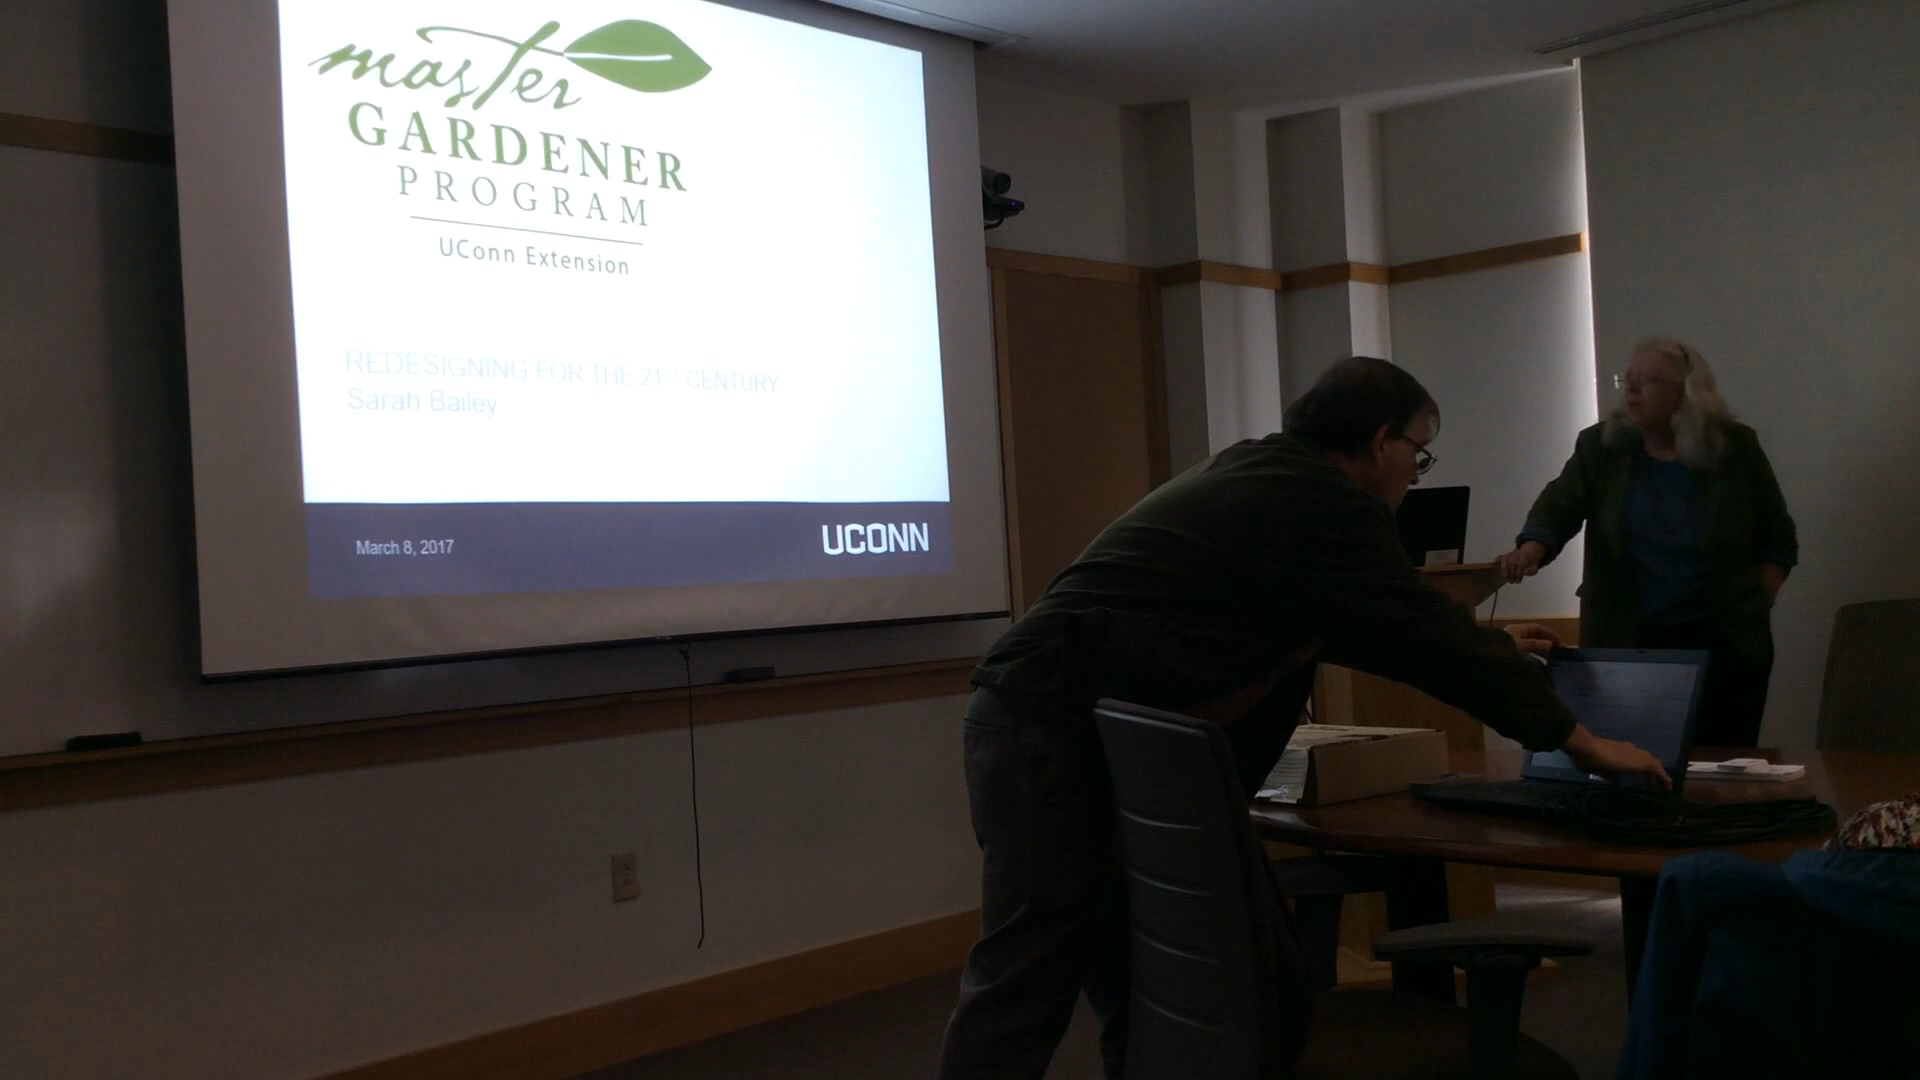 master
GARDENER
PROGRAM
UConn Extension
REDESIGNING FOR THE 21ST CENTURY
Sarah Bailey
March 8, 2017
UCONN